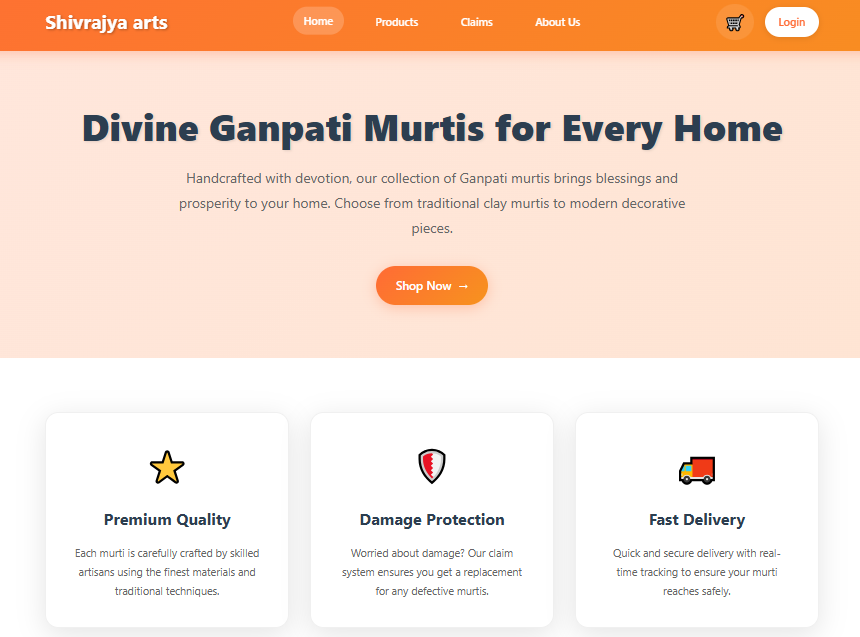 Shivrajya arts
Home
Products
Claims
About Us
Login
Divine Ganpati Murtis for Every Home
Handcrafted with devotion, our collection of Ganpati murtis brings blessings and
prosperity to your home. Choose from traditional clay murtis to modern decorative
pieces.
Shop Now →
Premium Quality
Each murti is carefully crafted by skilled
artisans using the finest materials and
traditional techniques.
Damage Protection
Worried about damage? Our claim
system ensures you get a replacement
for any defective murtis.
Fast Delivery
Quick and secure delivery with real-
time tracking to ensure your murti
reaches safely.